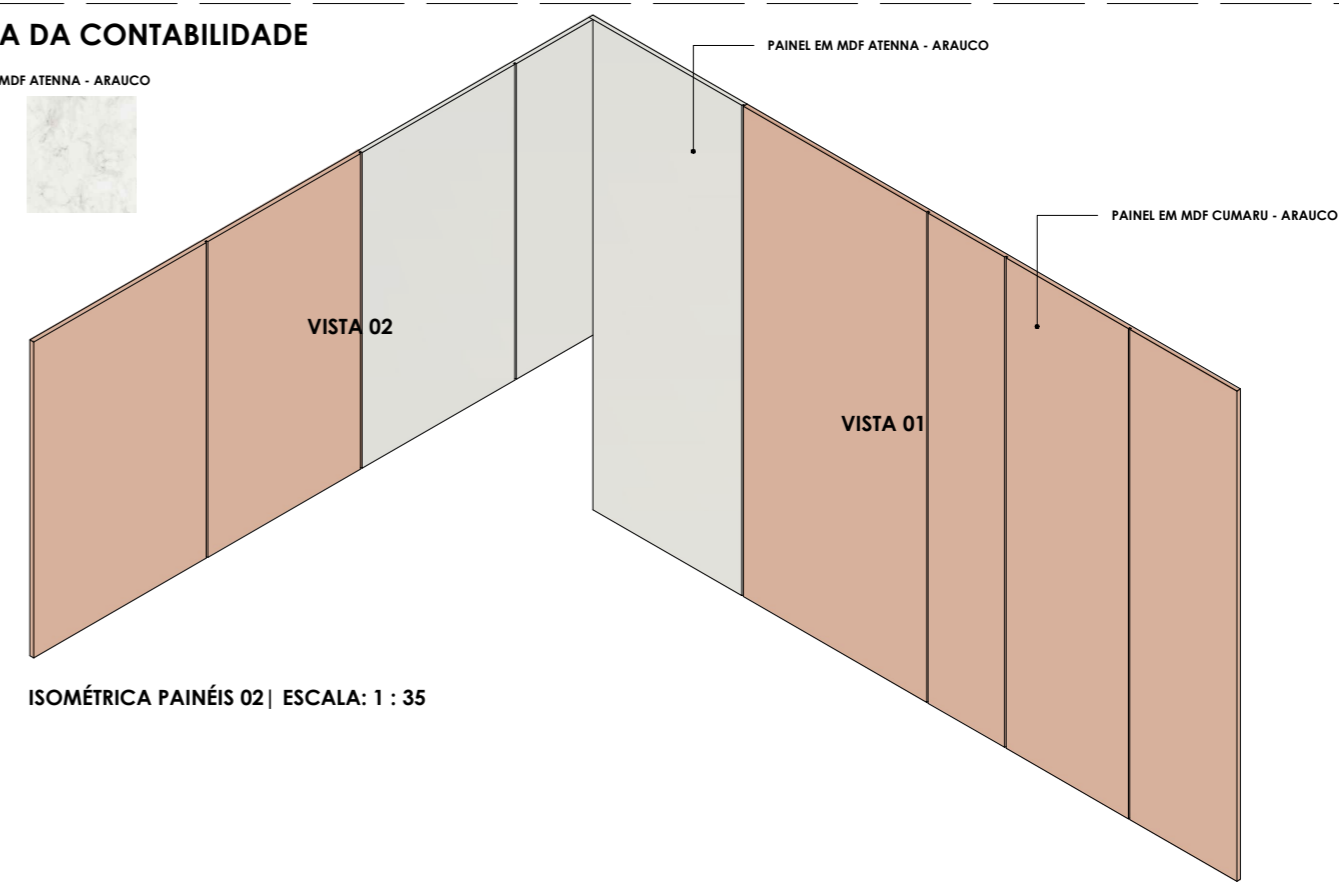 A DA CONTABILIDADE
MDF ATENNA - ARAUCO
PAINEL EM MDF ATENNA - ARAUCO
PAINEL EM MDF CUMARU - ARAUCO
VISTA 02
VISTA 01
ISOMÉTRICA PAINÉIS 02| ESCALA: 1 : 35